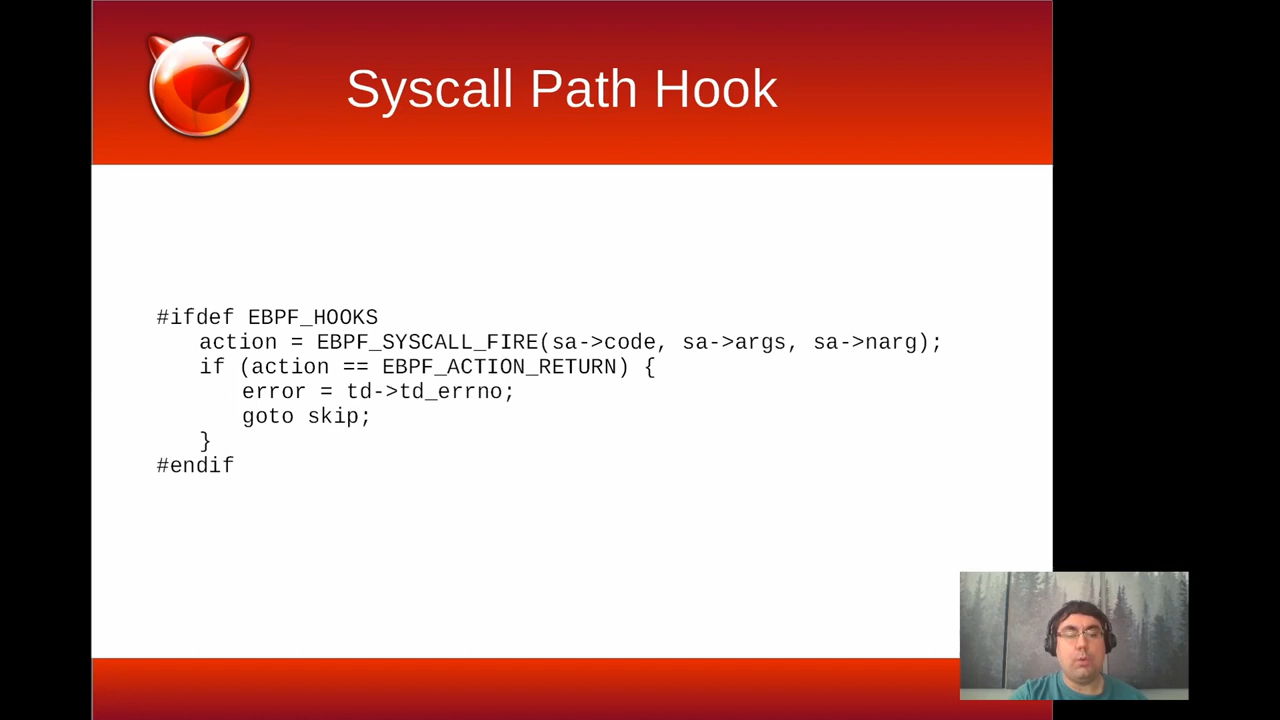 Syscall Path Hook
#ifdef EBPF_HOOKS
action = EBPF_SYSCALL_FIRE(sa->code, sa->args, sa->narg);
if (action == EBPF_ACTION_RETURN) {
error = td->td_errno;
goto skip;
}
#endif